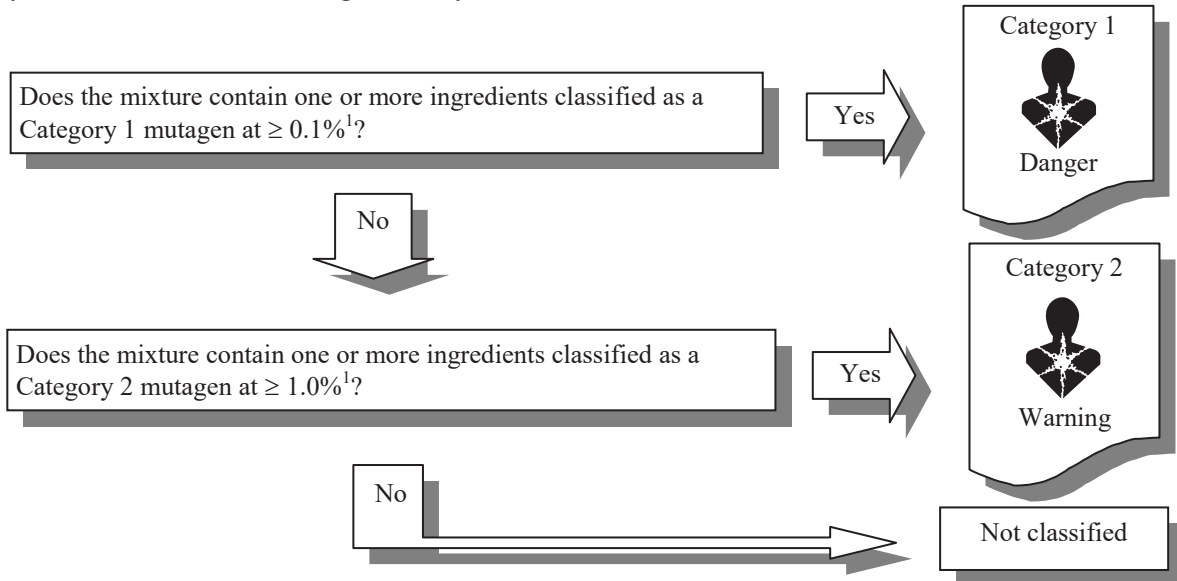 Category 1
Does the mixture contain one or more ingredients classified as a
Category 1 mutagen at ≥ 0.1%¹?
Yes
Danger
No
Category 2
Does the mixture contain one or more ingredients classified as a
Category 2 mutagen at ≥ 1.0%¹?
Yes
Warning
No
Not classified